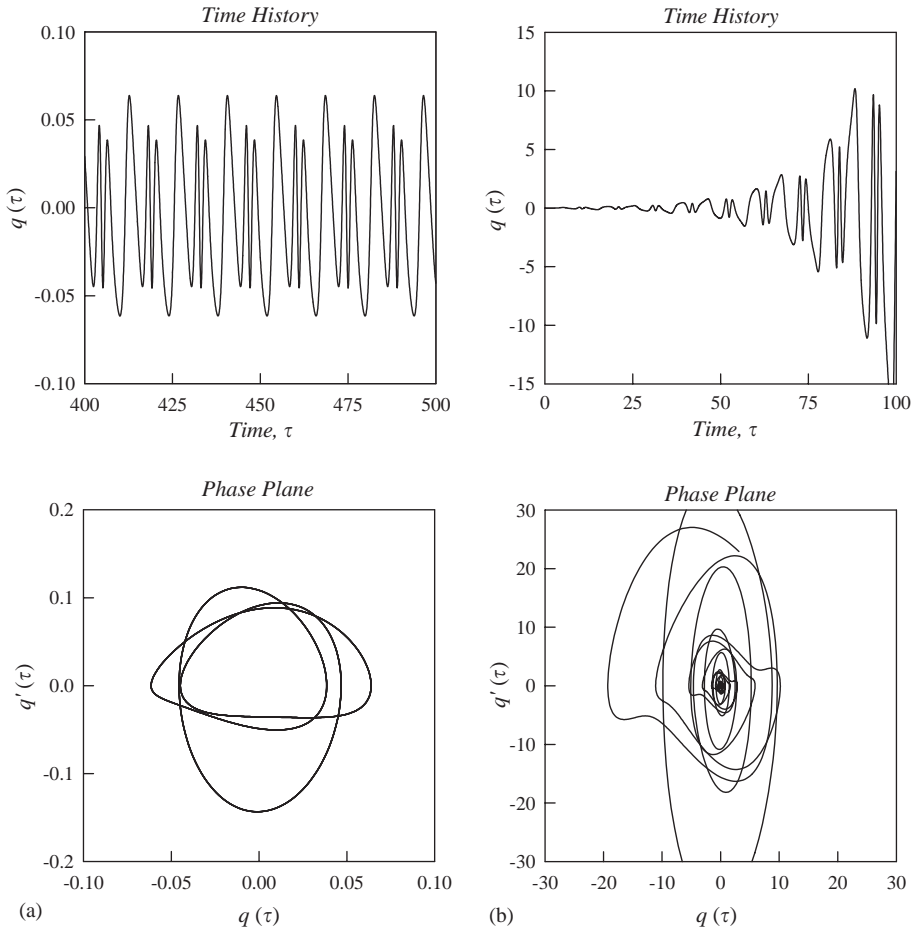 Time History
0.10
0.05
0.00
-0.05
-0.10
q (τ)
400 425 450 475 500
Time, τ
Time History
15
10
5
0
-5
-10
-15
q (τ)
0 25 50 75 100
Time, τ
Phase Plane
0.2
0.1
0.0
-0.1
-0.2
q′ (τ)
-0.10 -0.05 0.00 0.05 0.10
(a) q (τ)
Phase Plane
30
20
10
0
-10
-20
-30
q′ (τ)
-30 -20 -10 0 10 20 30
(b) q (τ)